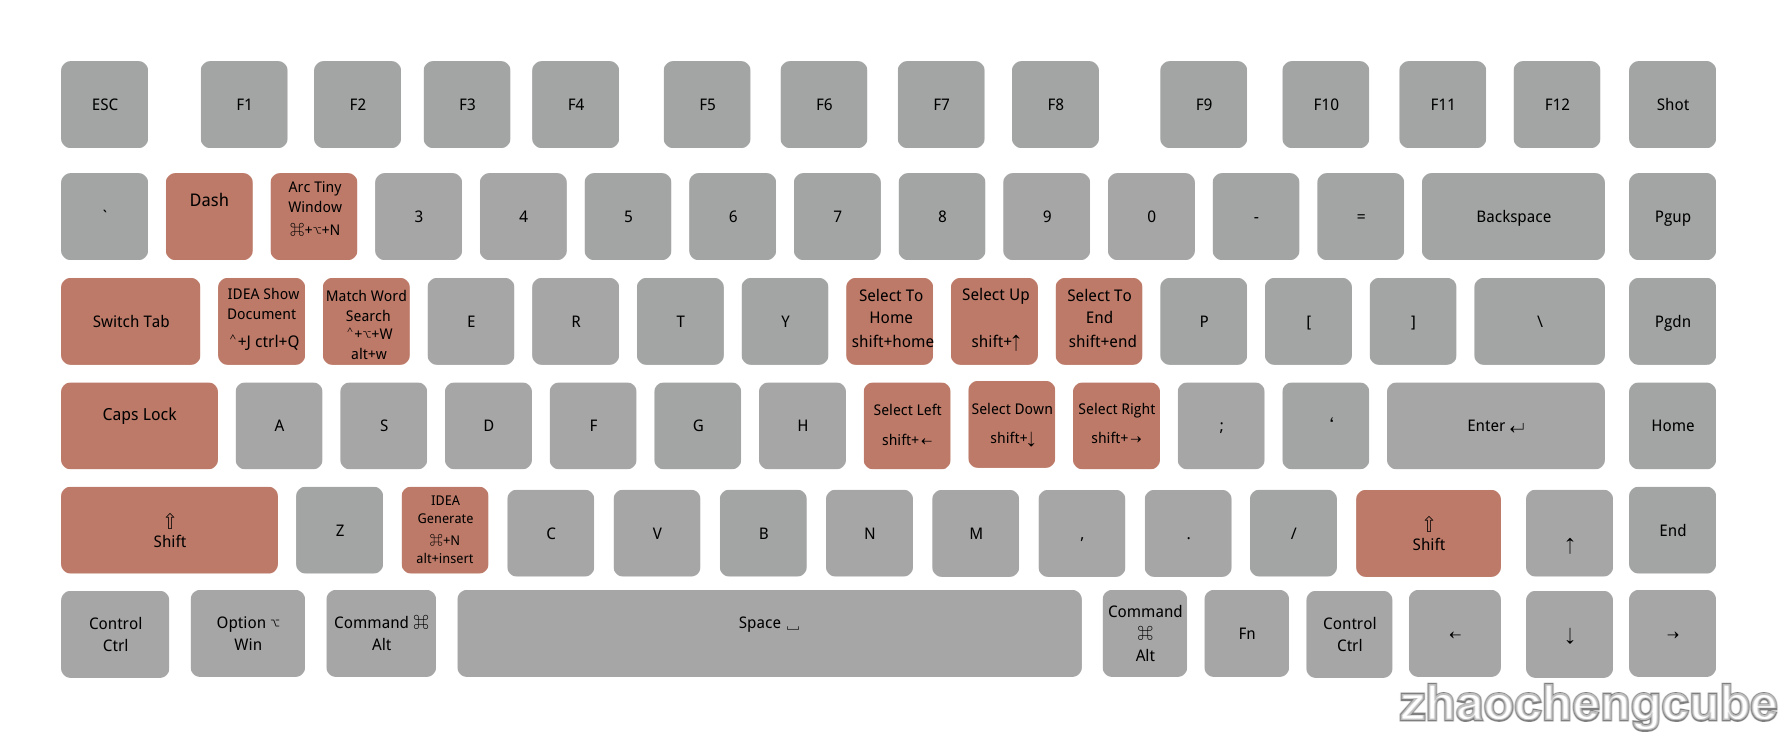 ESC
F1
F2
F3
F4
F5
F6
F7
F8
F9
F10
F11
F12
Shot
`
Dash
Arc Tiny
Window
⌘+⌥+N
3
4
5
6
7
8
9
0
-
=
Backspace
Pgup
Switch Tab
IDEA Show
Document
^+J ctrl+Q
Match Word
Search
^+⌥+W
alt+w
E
R
T
Y
Select To
Home
shift+home
Select Up
shift+↑
Select To
End
shift+end
P
[
]
\
Pgdn
Caps Lock
A
S
D
F
G
H
Select Left
shift+←
Select Down
shift+↓
Select Right
shift+→
;
‘
Enter ↵
Home
⇧
Shift
Z
IDEA
Generate
⌘+N
alt+insert
C
V
B
N
M
,
.
/
⇧
Shift
↑
End
Control
Ctrl
Option ⌥
Win
Command ⌘
Alt
Space ⎵
Command
⌘
Alt
Fn
Control
Ctrl
←
↓
→
zhaochengcube